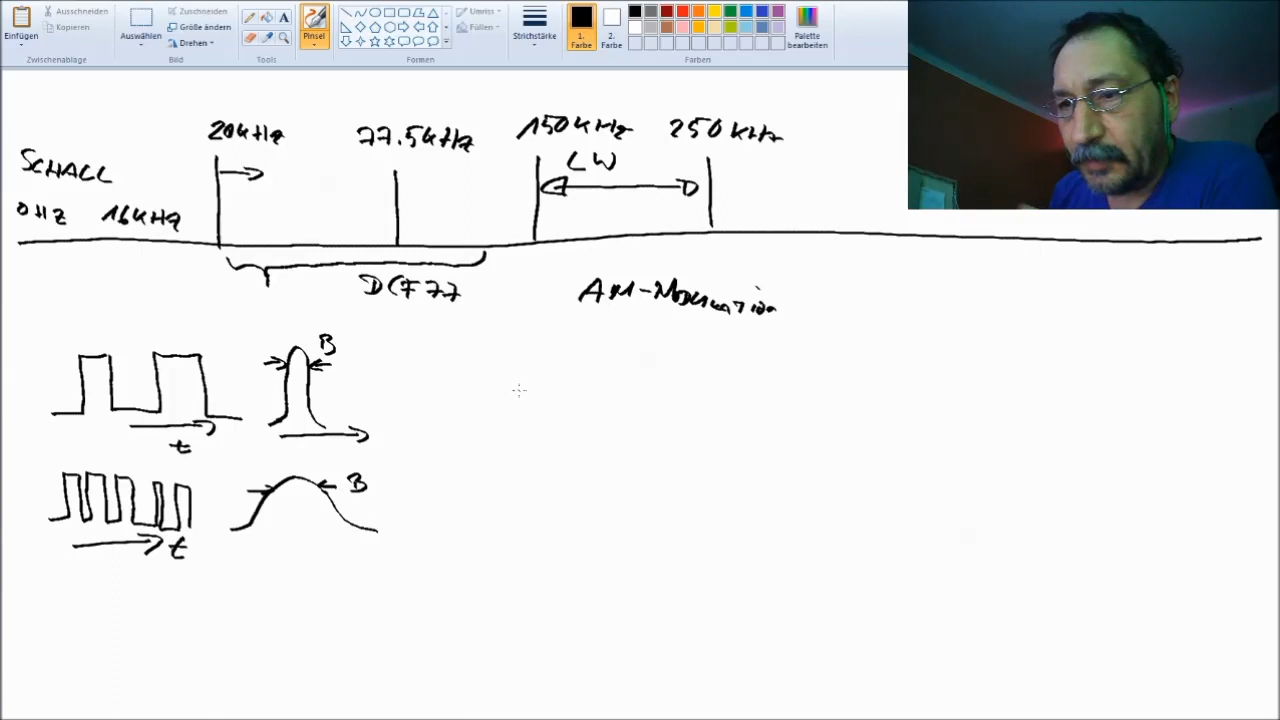 Einfügen
Ausschneiden
Kopieren
Zwischenablage
Auswählen
Zuschneiden
Größe ändern
Drehen
Bild
Tools
Pinsel
Formen
Umriss
Füllen
Strichstärke
1. Farbe
2. Farbe
Farben
Palette bearbeiten
20kHz 77.5kHz 150kHz 250kHz
SCHALL LW
0Hz 16kHz
DCF77 AM-Modulation
B
t
B
t